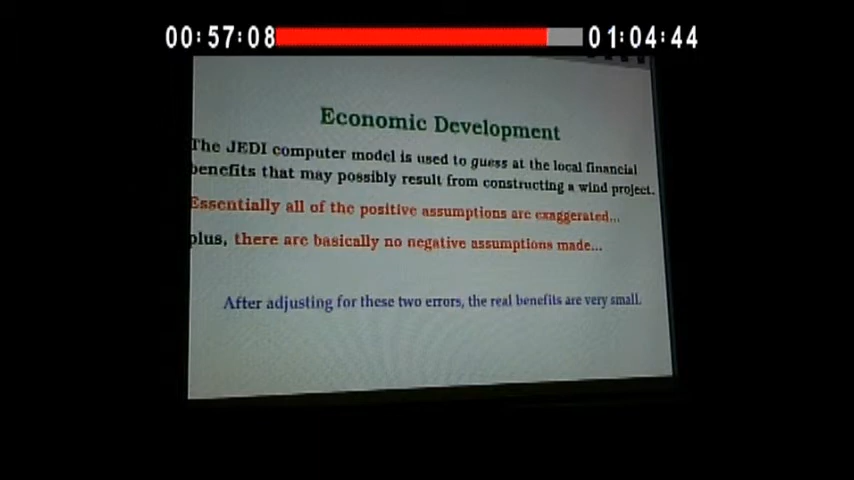 00:57:08 01:04:44
Economic Development
The JEDI computer model is used to guess at the local financial
benefits that may possibly result from constructing a wind project.
Essentially all of the positive assumptions are exaggerated...
plus, there are basically no negative assumptions made...
After adjusting for these two errors, the real benefits are very small.